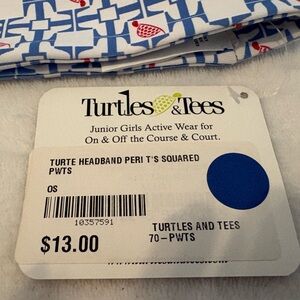 Turtles & Tees
Junior Girls Active Wear for
On & Off the Course & Court.
TURTE HEADBAND PERI T'S SQUARED
PWTS
OS
10357591
TURTLES AND TEES
$13.00
70-PWTS